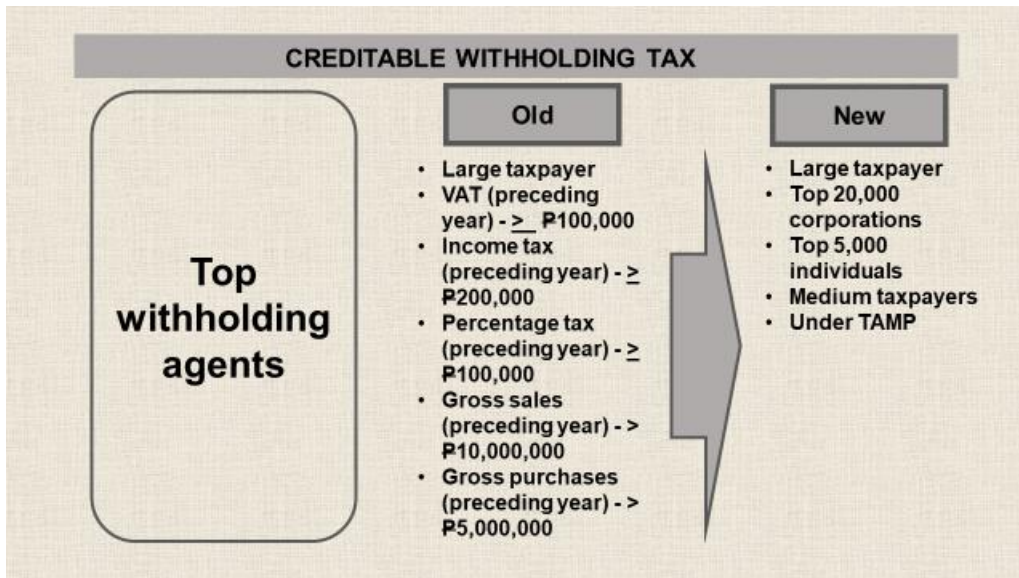 CREDITABLE WITHHOLDING TAX
Top
withholding
agents
Old
• Large taxpayer
• VAT (preceding
year) - > ₱100,000
• Income tax
(preceding year) - >
₱200,000
• Percentage tax
(preceding year) - >
₱100,000
• Gross sales
(preceding year) - >
₱10,000,000
• Gross purchases
(preceding year) - >
₱5,000,000
New
• Large taxpayer
• Top 20,000
corporations
• Top 5,000
individuals
• Medium taxpayers
• Under TAMP